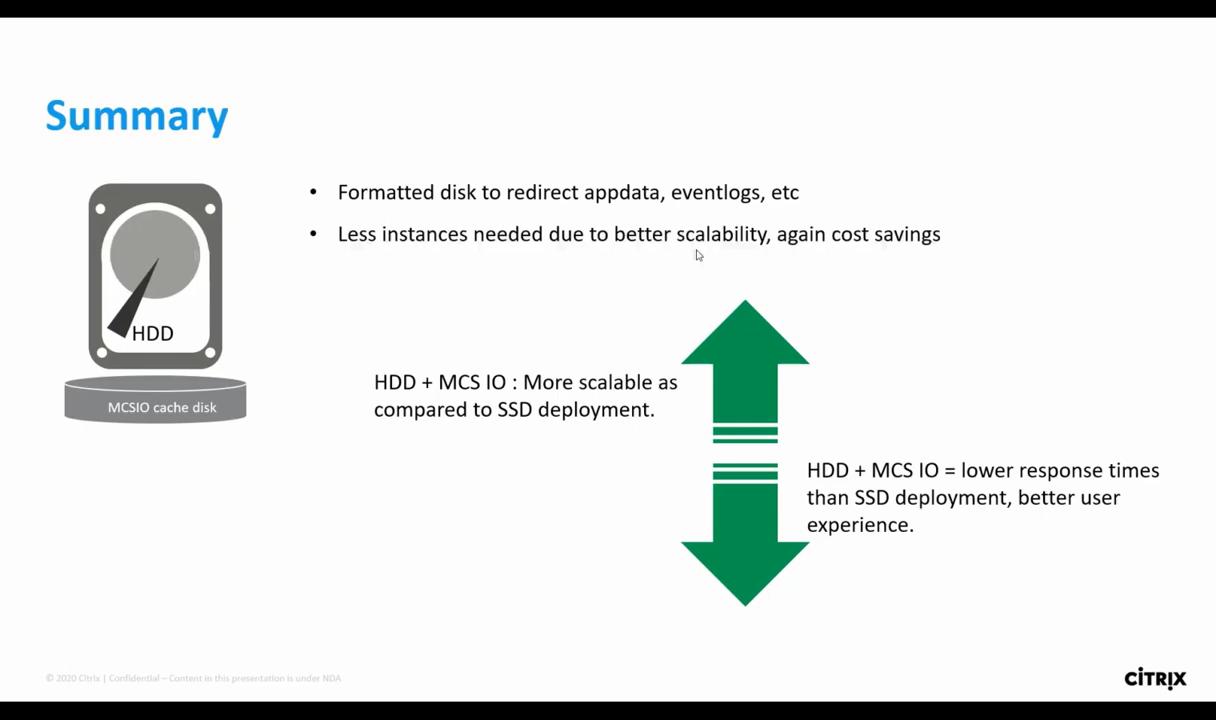 Summary
• Formatted disk to redirect appdata, eventlogs, etc
• Less instances needed due to better scalability, again cost savings
HDD
MCSIO cache disk
HDD + MCS IO : More scalable as
compared to SSD deployment.
HDD + MCS IO = lower response times
than SSD deployment, better user
experience.
© 2020 Citrix | Confidential – Content in this presentation is under NDA
citrix